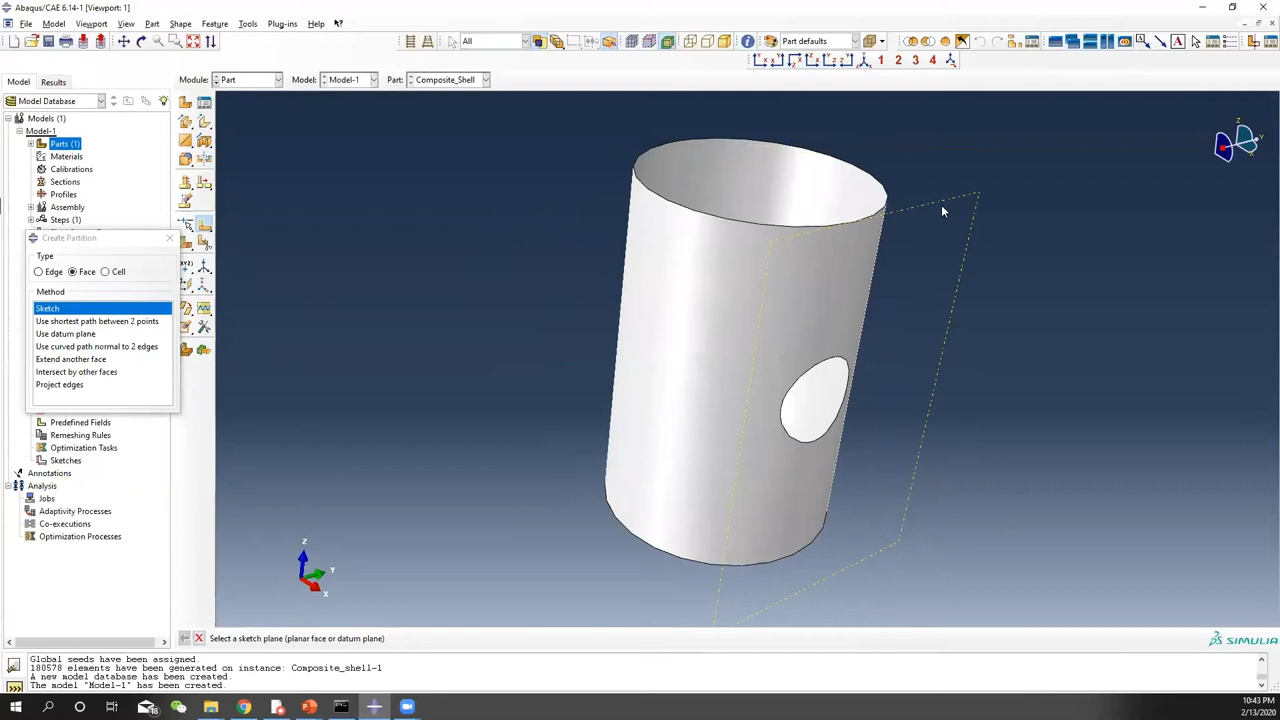 Abaqus/CAE 6.14-1 [Viewport: 1]
File Model Viewport View Part Shape Feature Tools Plug-ins Help
All Part defaults
1 2 3 4
Model Results Module: Part Model: Model-1 Part: Composite_Shell
Model Database
Models (1)
Model-1
Parts (1)
Materials
Calibrations
Sections
Profiles
Assembly
Steps (1)
Create Partition
Type
Edge Face Cell
Method
Sketch
Use shortest path between 2 points
Use datum plane
Use curved path normal to 2 edges
Extend another face
Intersect by other faces
Project edges
Predefined Fields
Remeshing Rules
Optimization Tasks
Sketches
Annotations
Analysis
Jobs
Adaptivity Processes
Co-executions
Optimization Processes
Z
Y
X
Z
Y
X
Select a sketch plane (planar face or datum plane)
SIMULIA
Global seeds have been assigned.
180578 elements have been generated on instance: Composite_shell-1
A new model database has been created.
The model "Model-1" has been created.
10:43 PM
2/13/2020